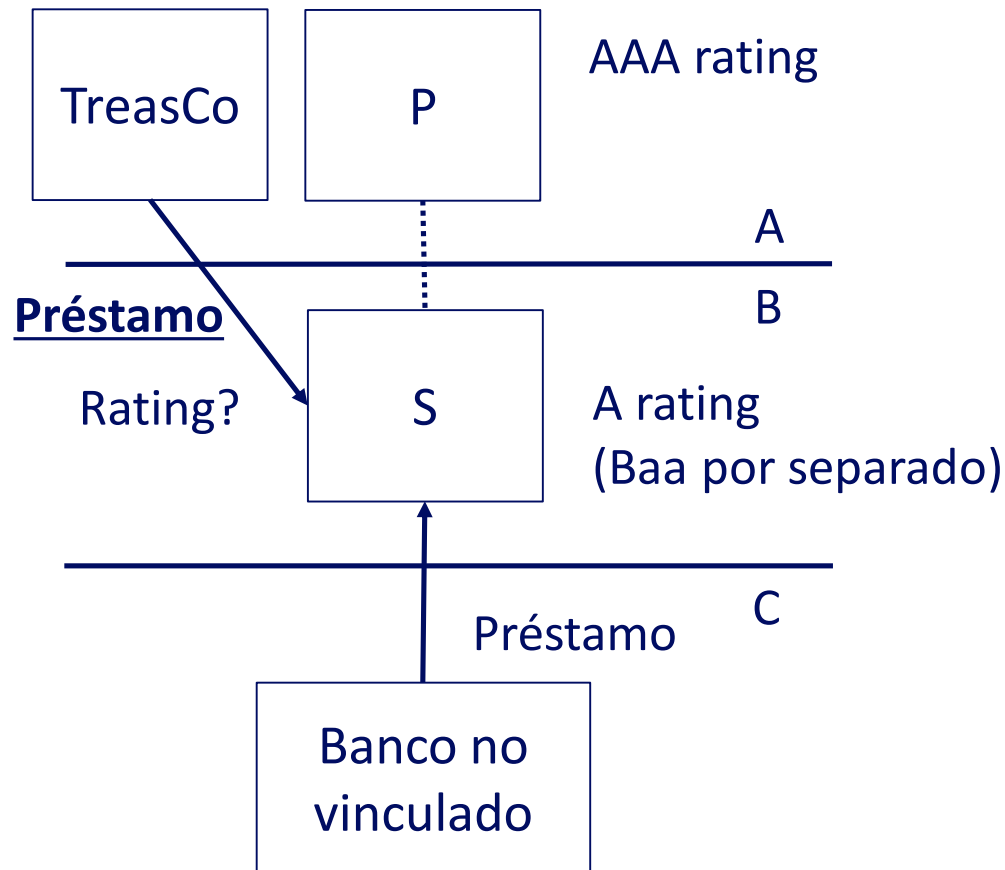 TreasCo
P
AAA rating
A
B
Préstamo
Rating?
S
A rating
(Baa por separado)
C
Préstamo
Banco no
vinculado